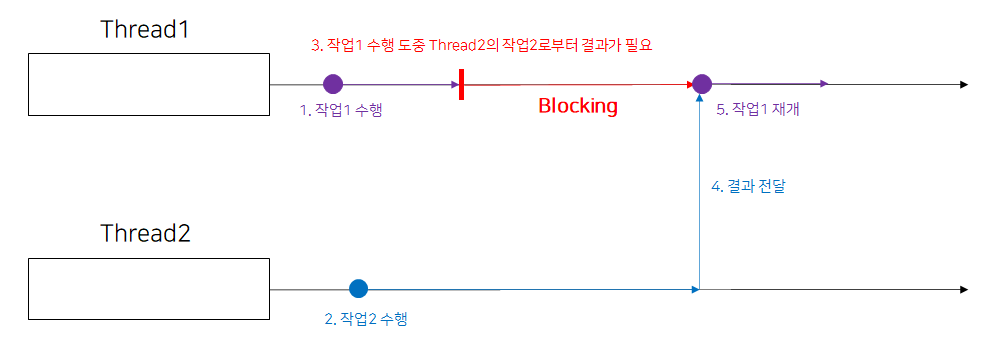 Thread1
3. 작업1 수행 도중 Thread2의 작업2로부터 결과가 필요
1. 작업1 수행
Blocking
5. 작업1 재개
4. 결과 전달
Thread2
2. 작업2 수행